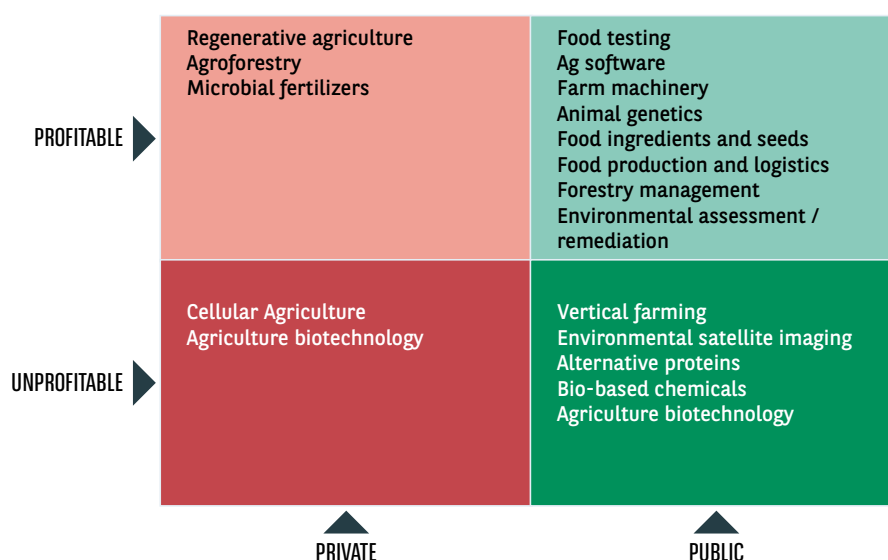 Regenerative agriculture
Agroforestry
Microbial fertilizers
Food testing
Ag software
Farm machinery
Animal genetics
Food ingredients and seeds
Food production and logistics
Forestry management
Environmental assessment /
remediation
PROFITABLE
Cellular Agriculture
Agriculture biotechnology
Vertical farming
Environmental satellite imaging
Alternative proteins
Bio-based chemicals
Agriculture biotechnology
UNPROFITABLE
PRIVATE
PUBLIC